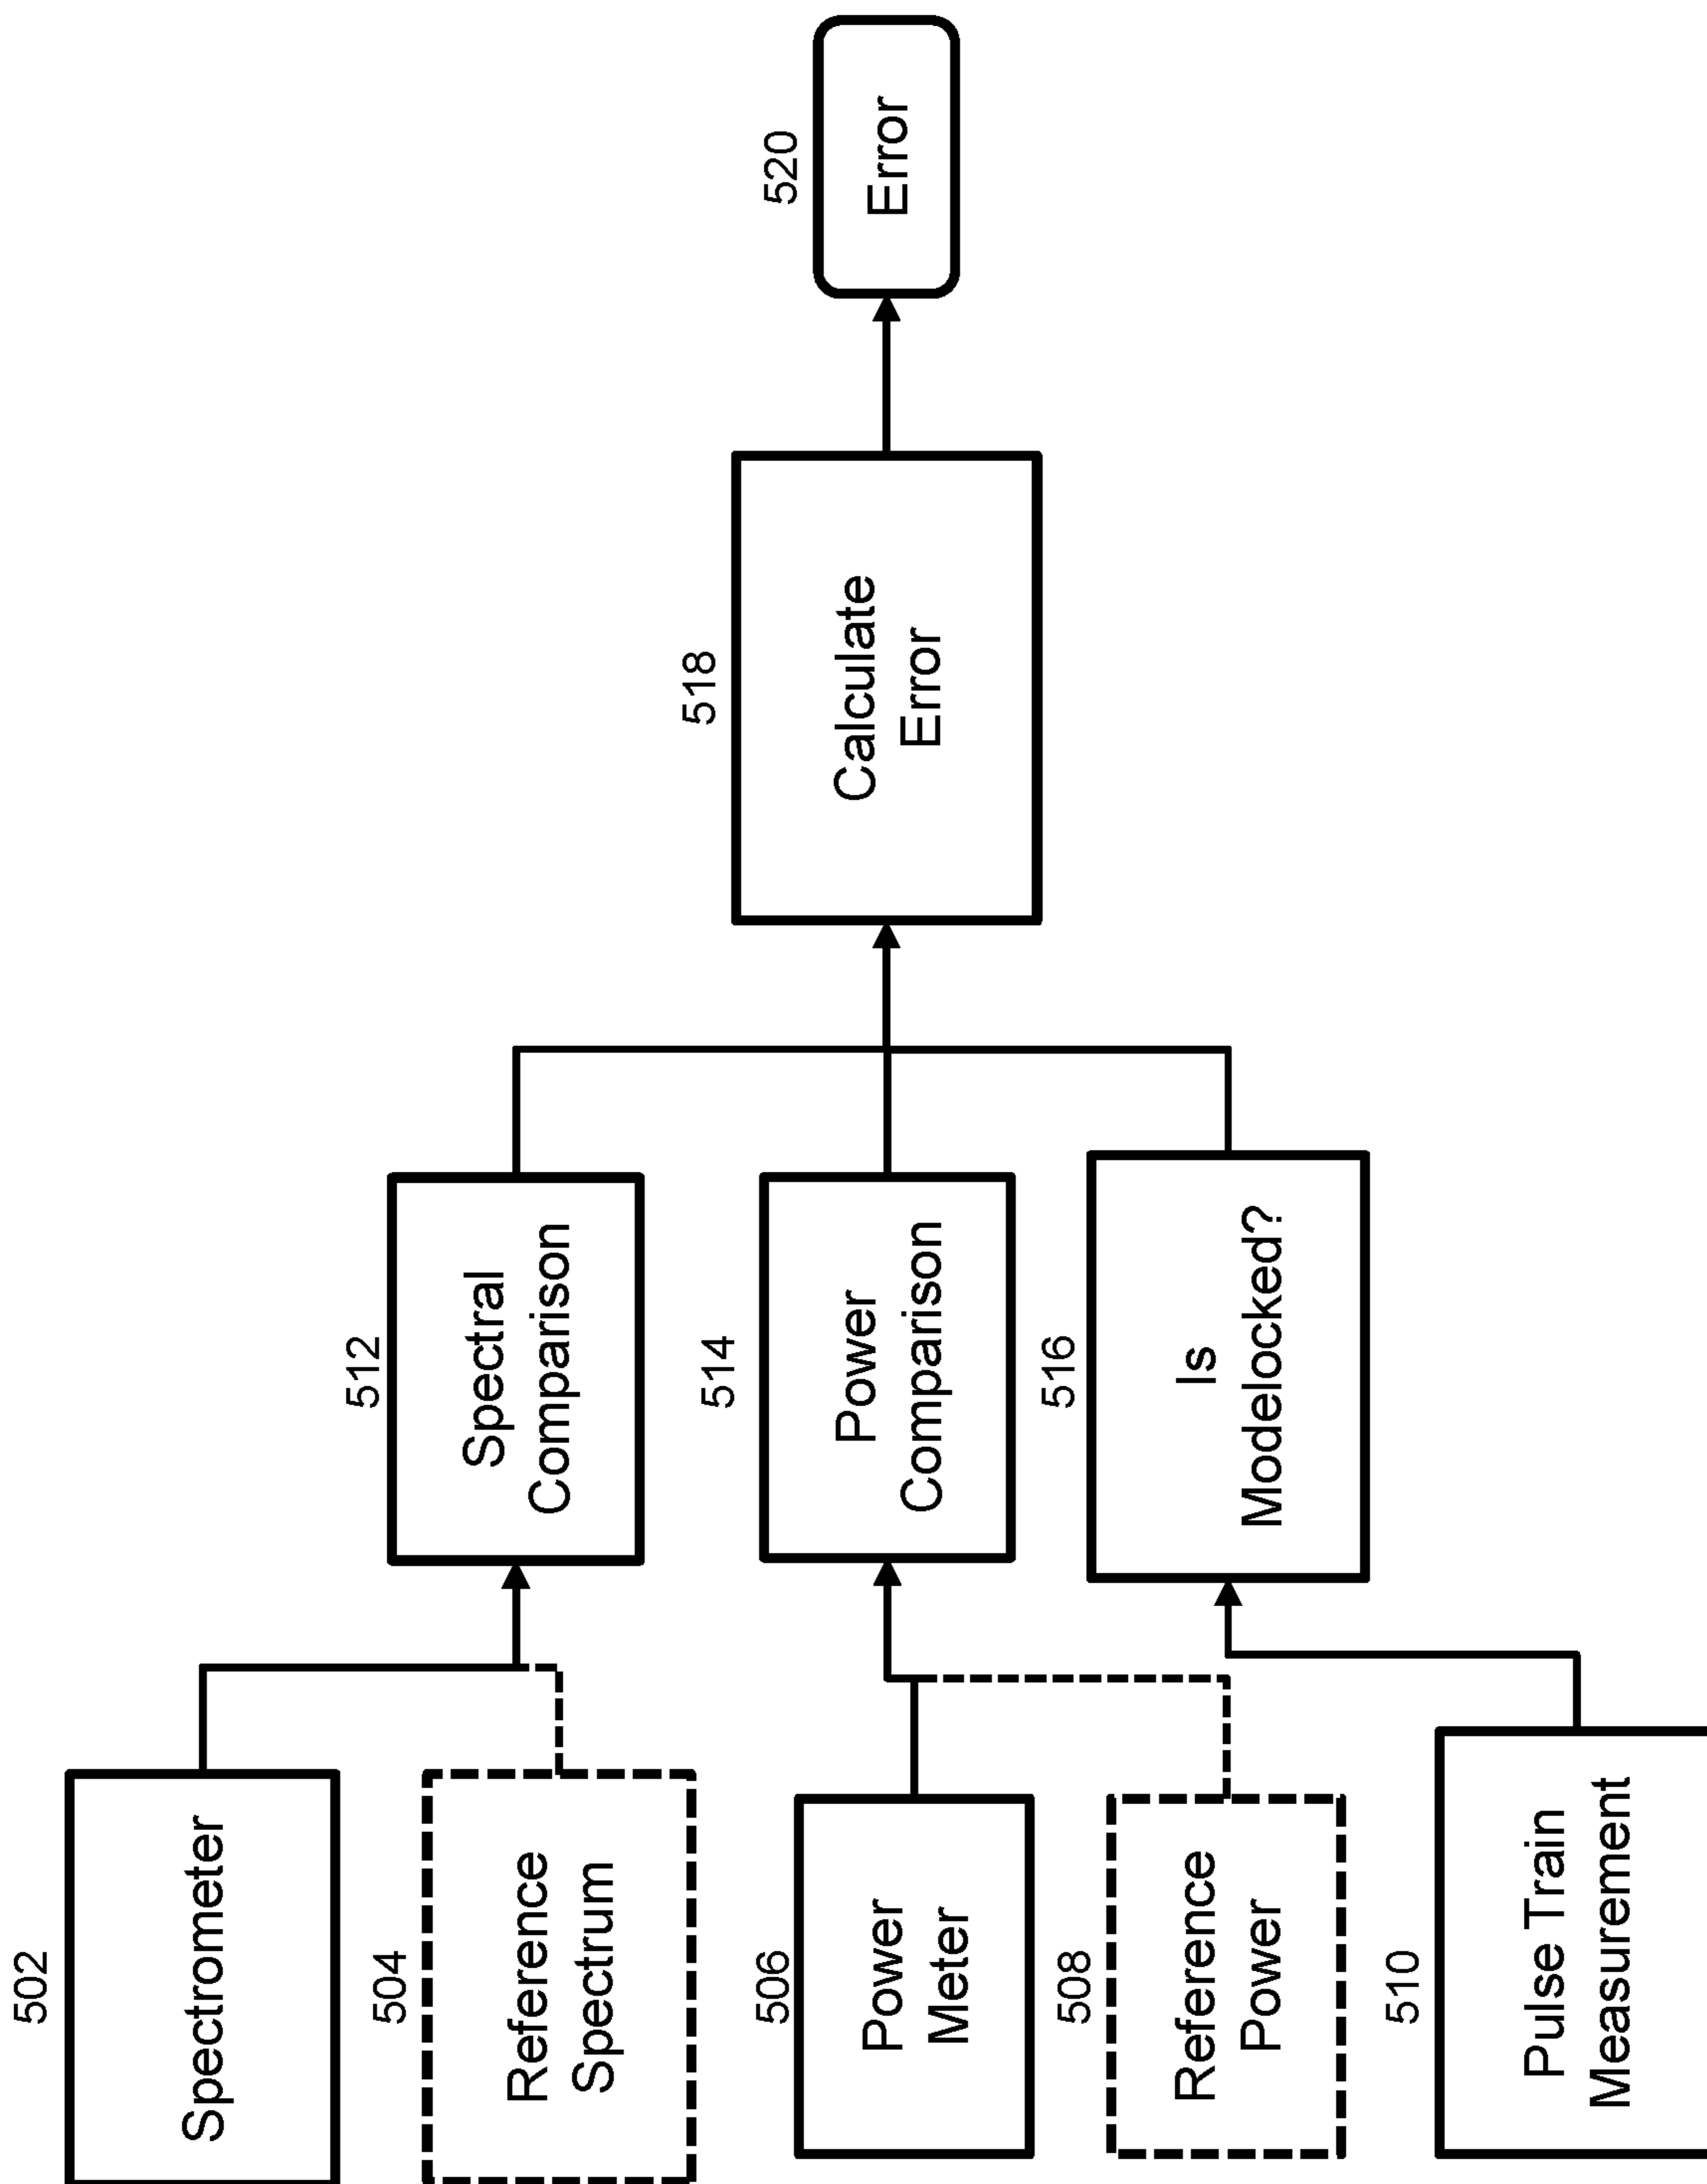 502
Spectrometer
504
Reference
Spectrum
506
Power
Meter
508
Reference
Power
510
Pulse Train
Measurement
512
Spectral
Comparison
514
Power
Comparison
516
Is
Modelocked?
518
Calculate
Error
520
Error